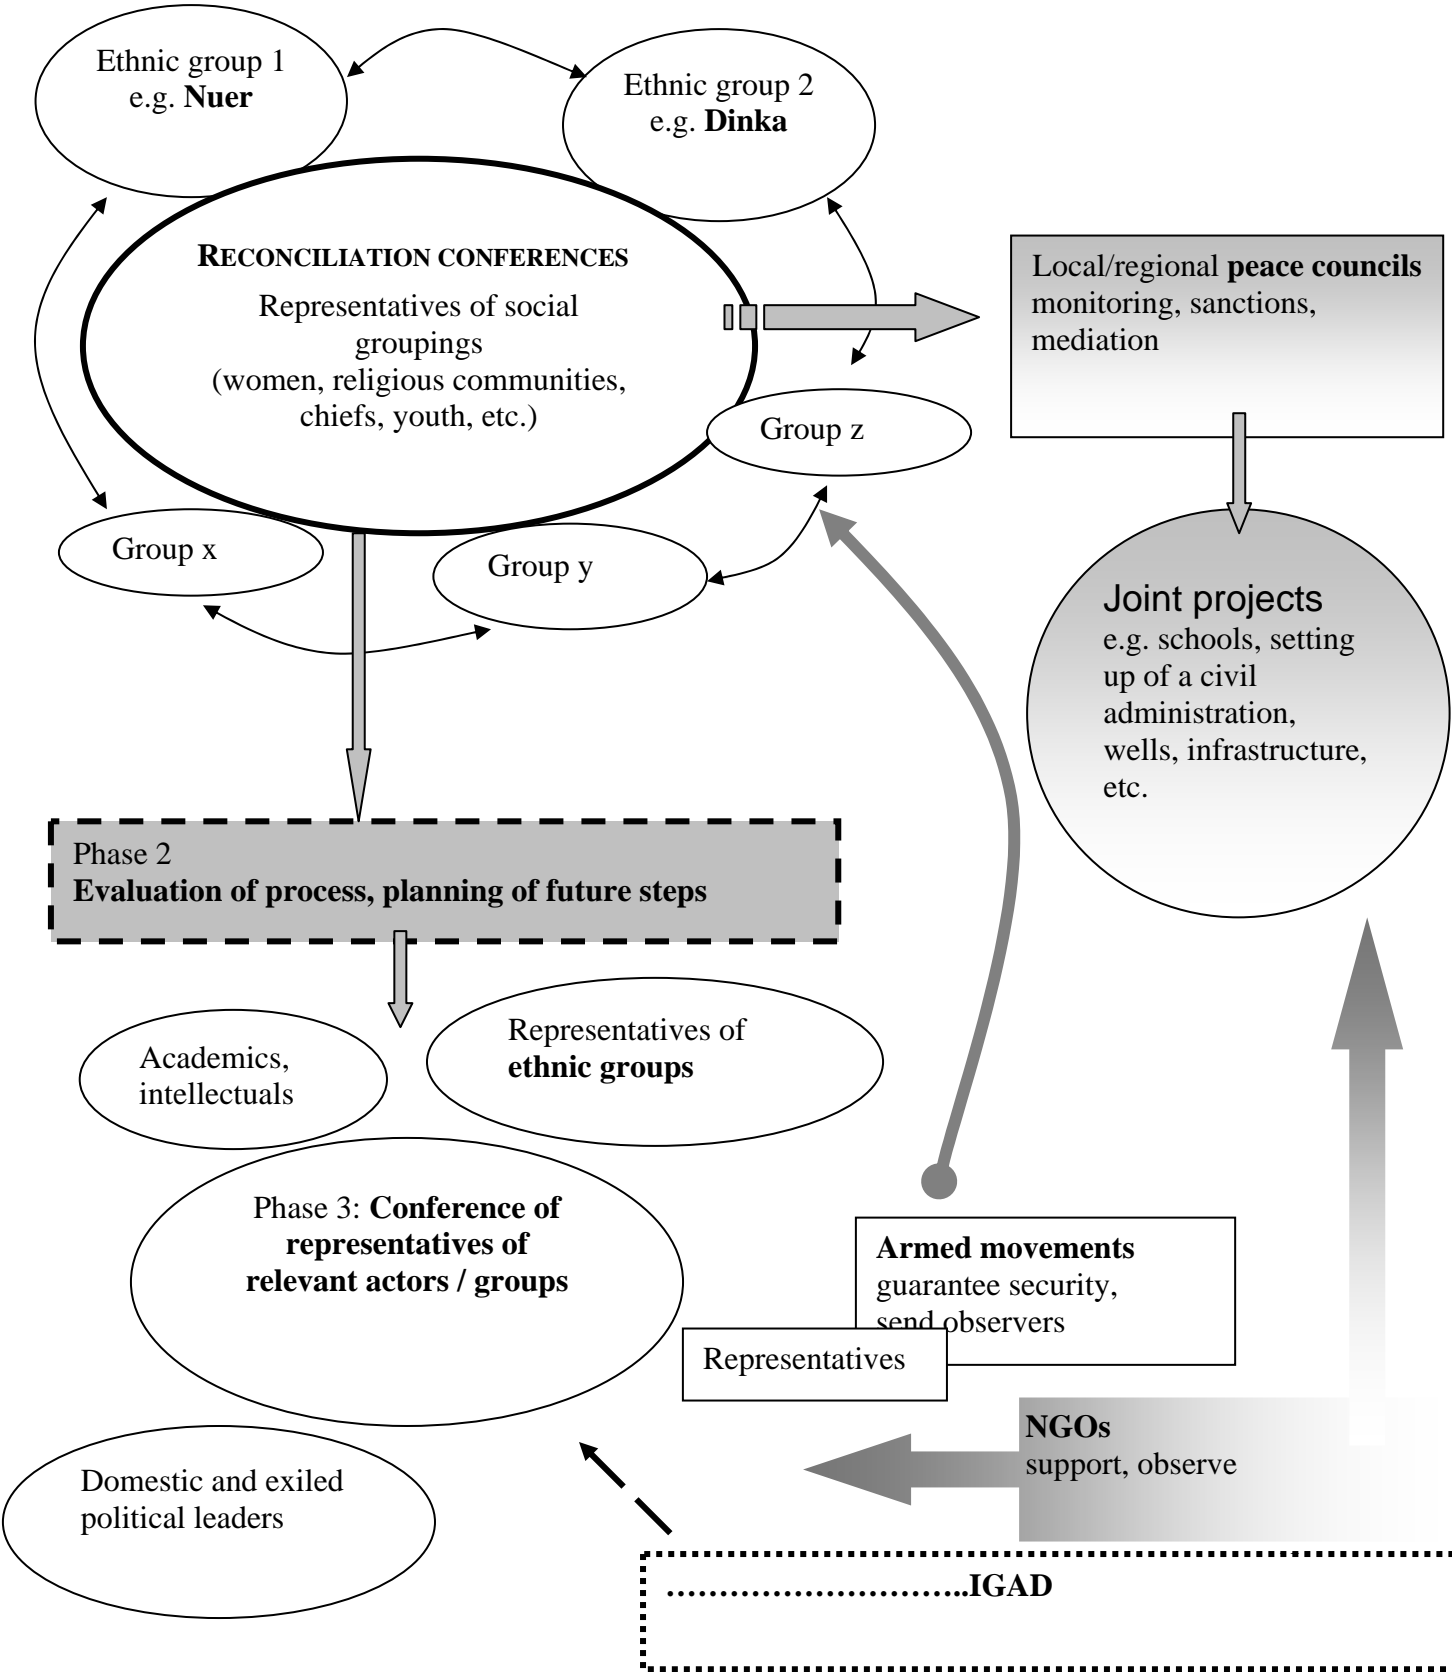 Ethnic group 1
e.g. Nuer
Ethnic group 2
e.g. Dinka
RECONCILIATION CONFERENCES
Representatives of social
groupings
(women, religious communities,
chiefs, youth, etc.)
Local/regional peace councils
monitoring, sanctions,
mediation
Group z
Group x
Group y
Joint projects
e.g. schools, setting
up of a civil
administration,
wells, infrastructure,
etc.
Phase 2
Evaluation of process, planning of future steps
Academics,
intellectuals
Representatives of
ethnic groups
Phase 3: Conference of
representatives of
relevant actors / groups
Armed movements
guarantee security,
send observers
Representatives
NGOs
support, observe
Domestic and exiled
political leaders
………………………..IGAD